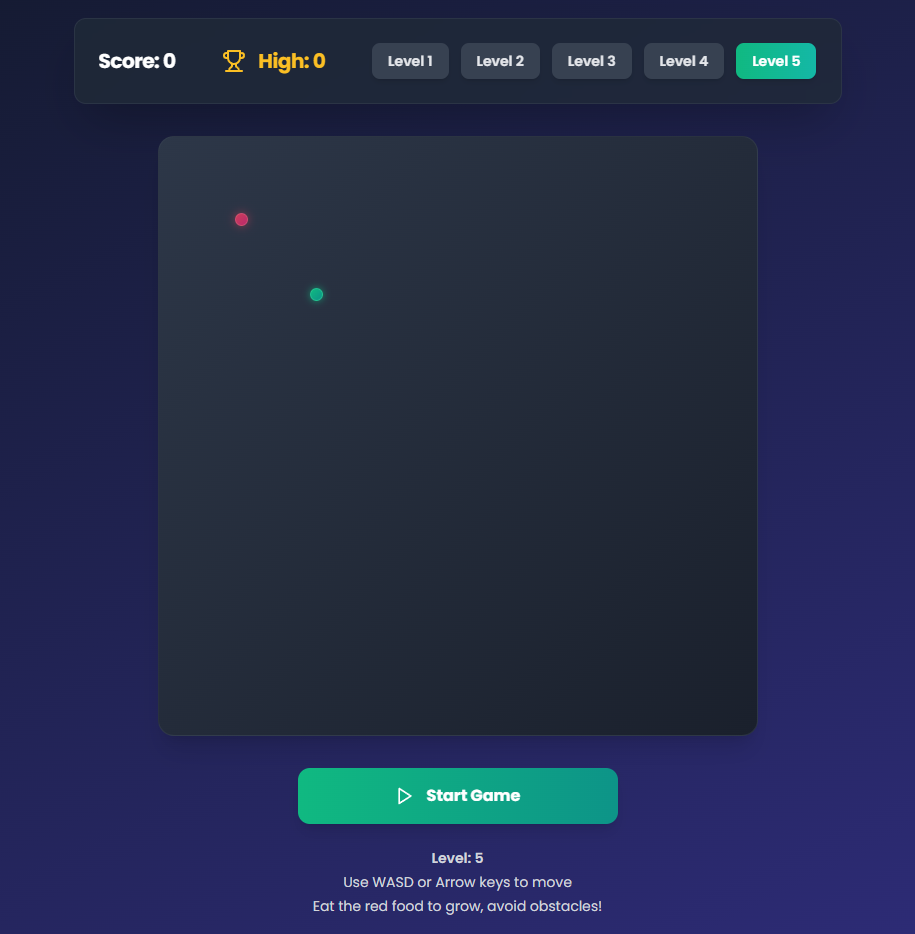 Score: 0 High: 0 Level 1 Level 2 Level 3 Level 4 Level 5
Start Game
Level: 5
Use WASD or Arrow keys to move
Eat the red food to grow, avoid obstacles!